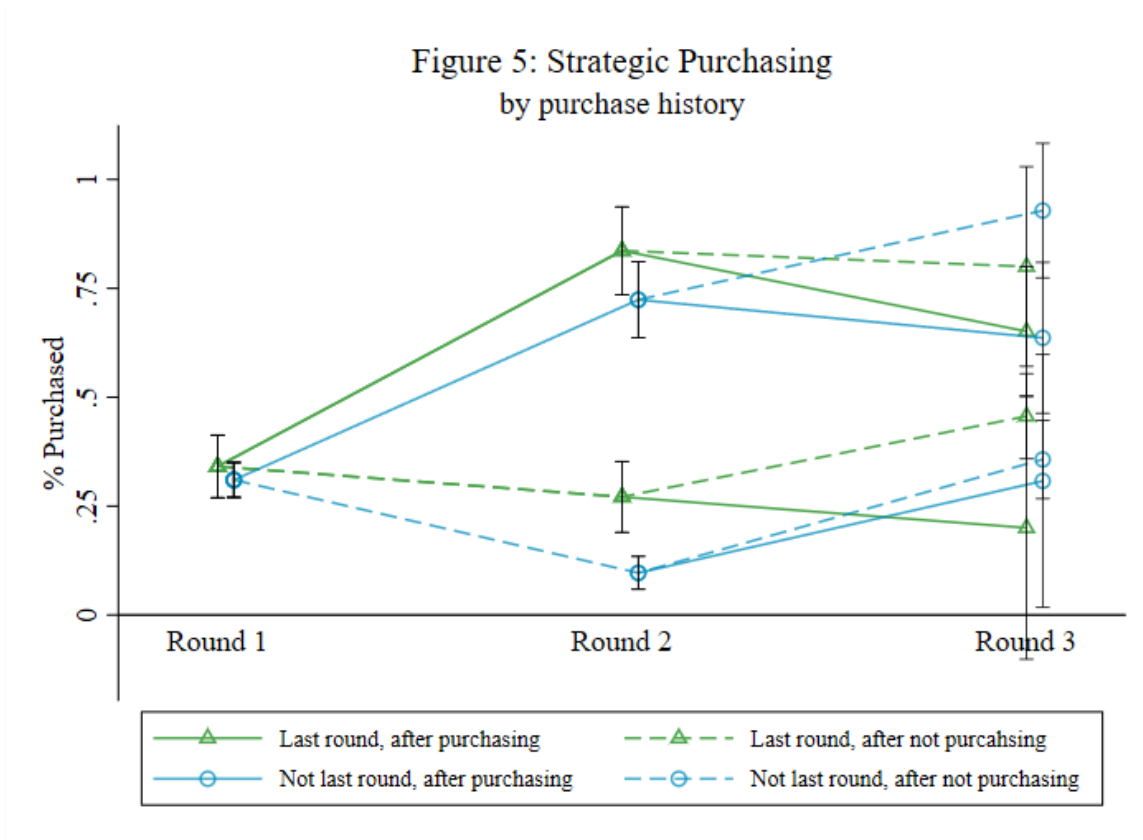 Figure 5: Strategic Purchasing
by purchase history
% Purchased
1
.75
.5
.25
0
Round 1
Round 2
Round 3
Last round, after purchasing
Last round, after not purcahsing
Not last round, after purchasing
Not last round, after not purchasing